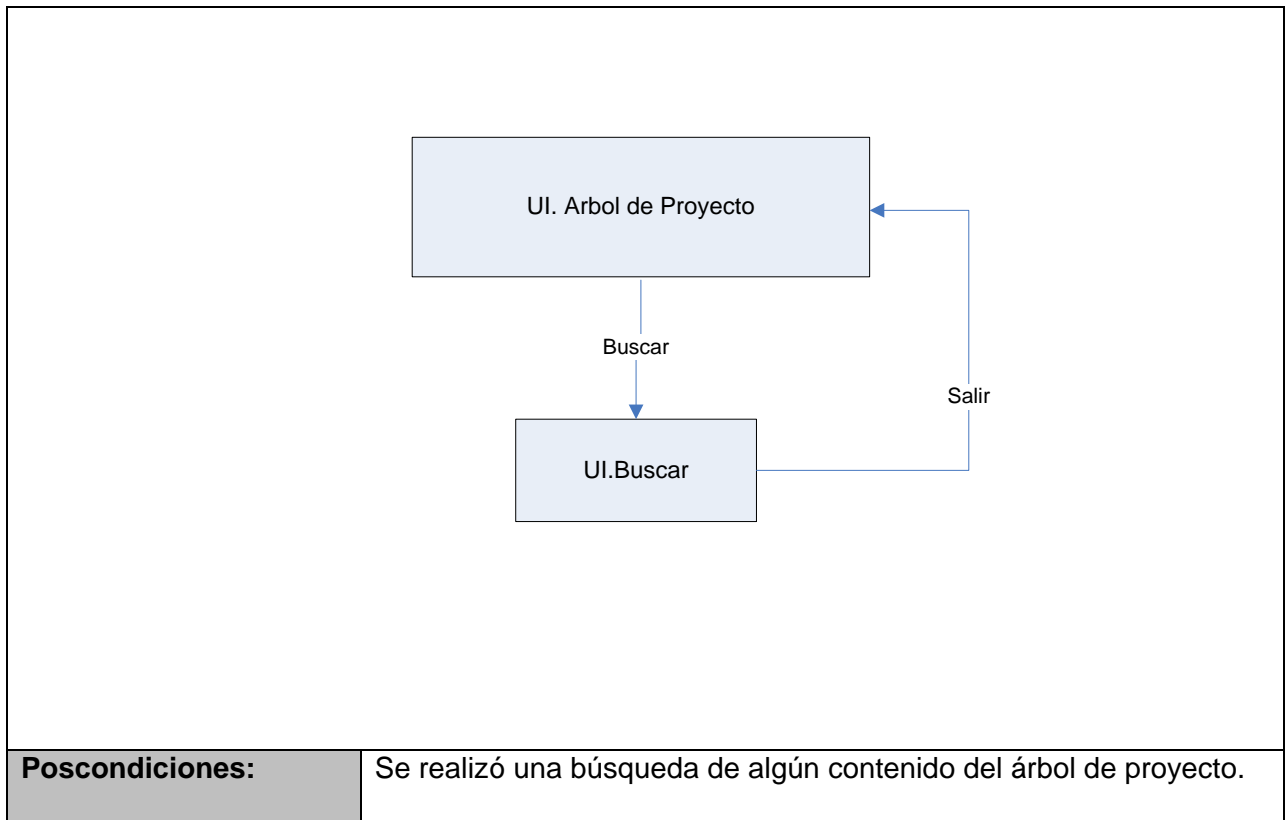 UI. Arbol de Proyecto
Buscar
Salir
UI.Buscar
Poscondiciones:
Se realizó una búsqueda de algún contenido del árbol de proyecto.